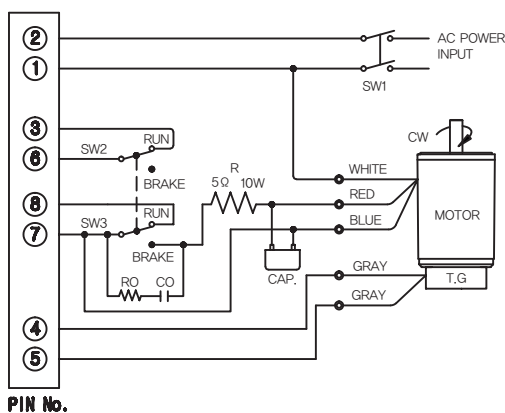 ② AC POWER
① INPUT
SW1
③ RUN
CW
⑥ SW2
BRAKE
R
5Ω 10W
WHITE
⑧ RUN
RED
⑦ SW3
BLUE
MOTOR
BRAKE
RO CO
CAP.
GRAY
T.G
④ GRAY
⑤
PIN No.